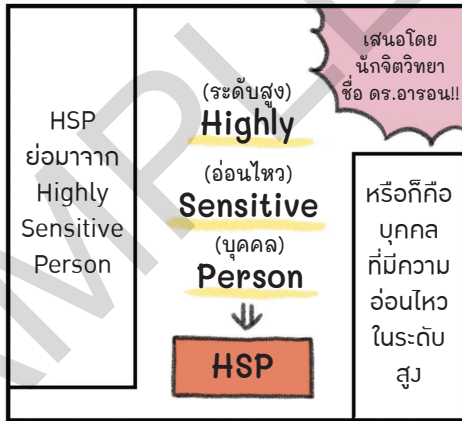 HSP
ย่อมาจาก
Highly
Sensitive
Person
(ระดับสูง)
Highly
(อ่อนไหว)
Sensitive
(บุคคล)
Person
HSP
เสนอโดย
นักจิตวิทยา
ชื่อ ดร.อารอน!!
หรือก็คือ
บุคคล
ที่มีความ
อ่อนไหว
ในระดับ
สูง